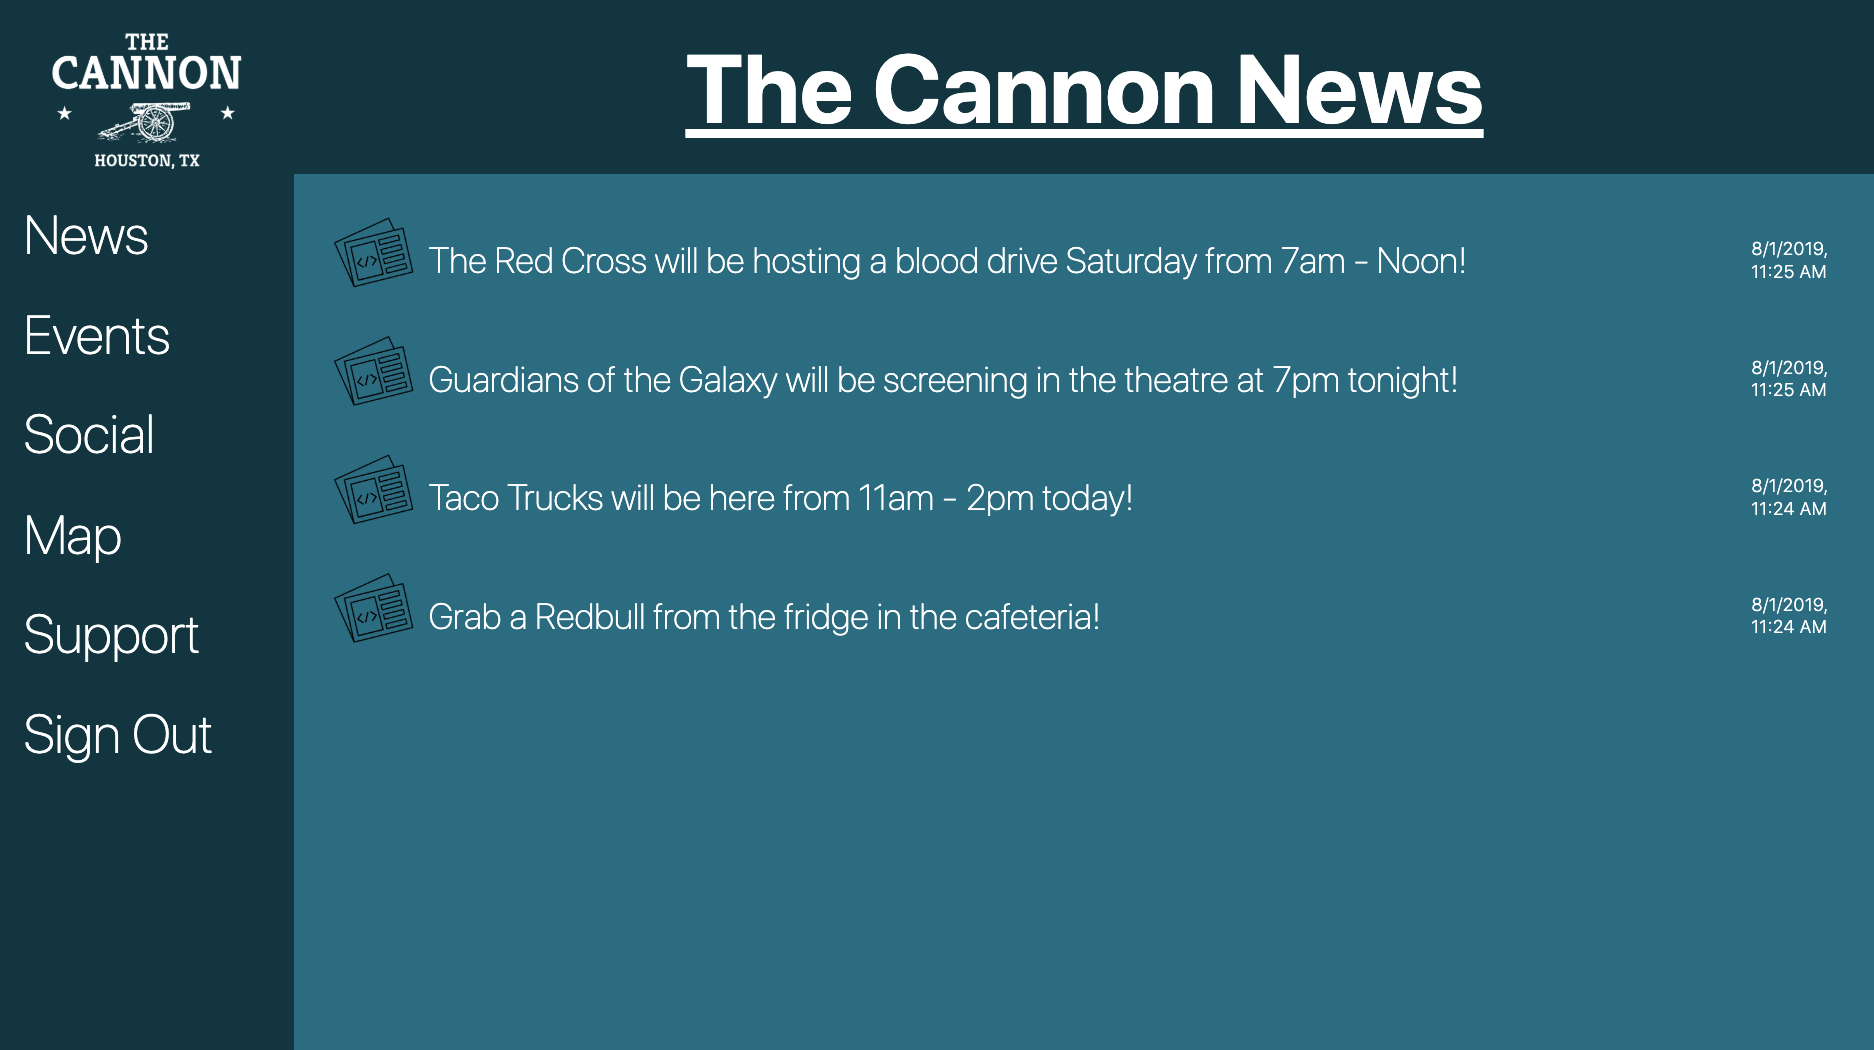 THE
CANNON
HOUSTON, TX
The Cannon News
News
Events
Social
Map
Support
Sign Out
</> The Red Cross will be hosting a blood drive Saturday from 7am - Noon!
8/1/2019,
11:25 AM
</> Guardians of the Galaxy will be screening in the theatre at 7pm tonight!
8/1/2019,
11:25 AM
</> Taco Trucks will be here from 11am - 2pm today!
8/1/2019,
11:24 AM
</> Grab a Redbull from the fridge in the cafeteria!
8/1/2019,
11:24 AM